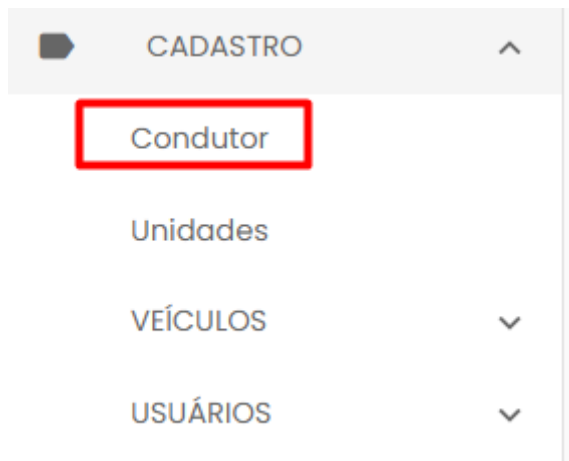 CADASTRO
Condutor
Unidades
VEÍCULOS
USUÁRIOS